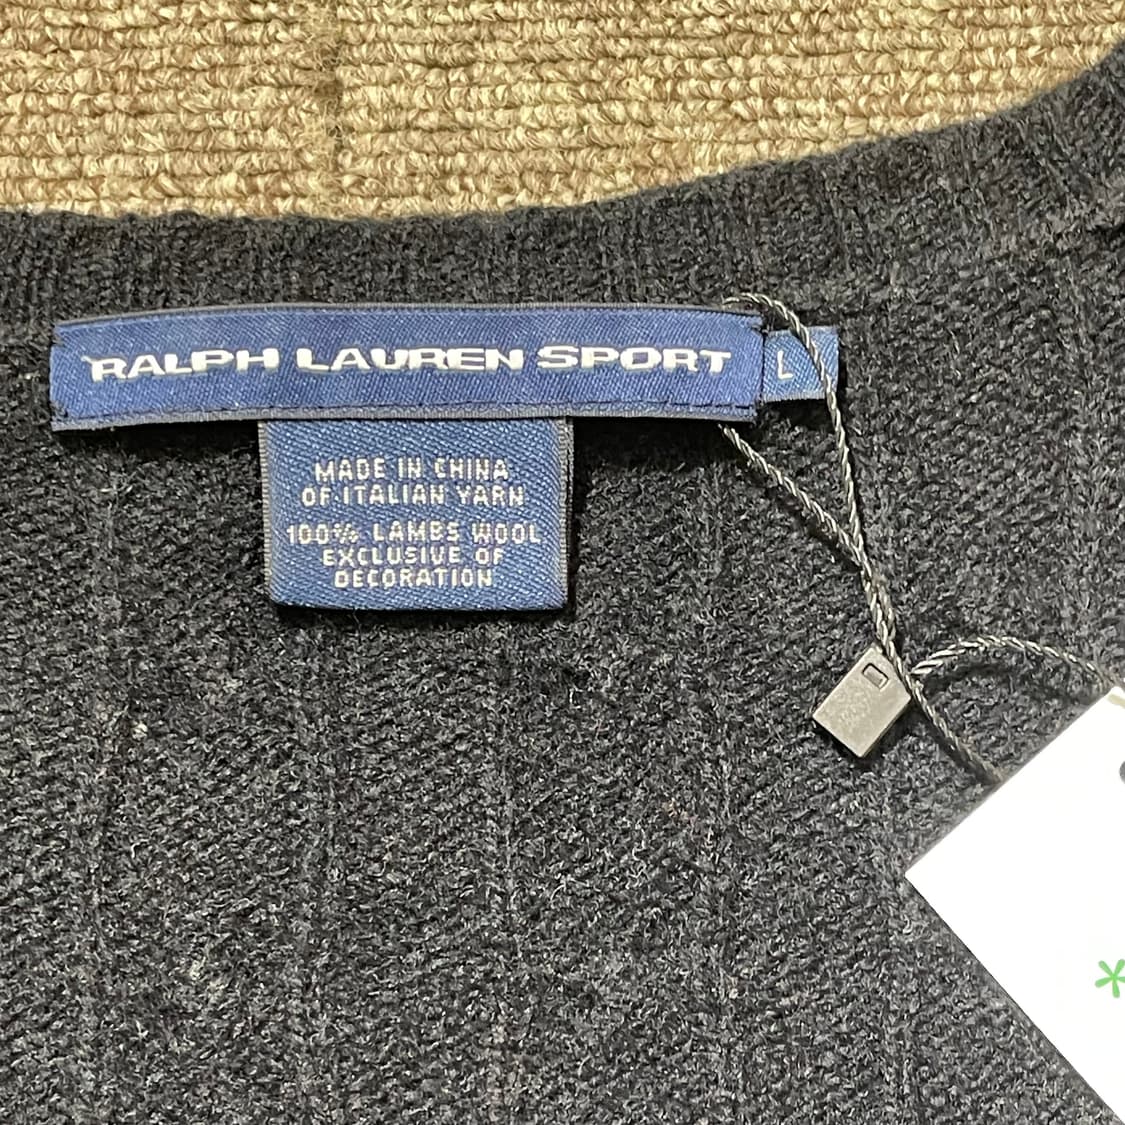 RALPH LAUREN SPORT
L
MADE IN CHINA
OF ITALIAN YARN
100% LAMBS WOOL
EXCLUSIVE OF
DECORATION
*